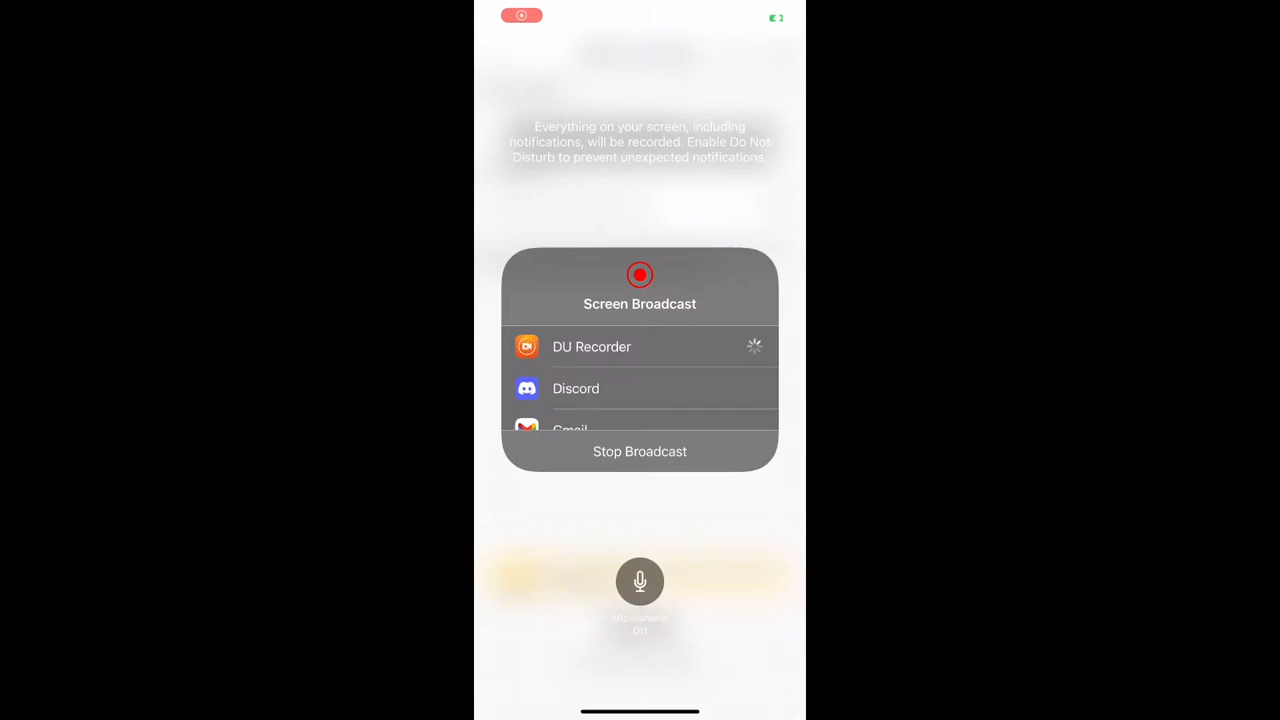 Everything on your screen, including
notifications, will be recorded. Enable Do Not
Disturb to prevent unexpected notifications.
Screen Broadcast
DU Recorder
Discord
Gmail
Stop Broadcast
Microphone
Off